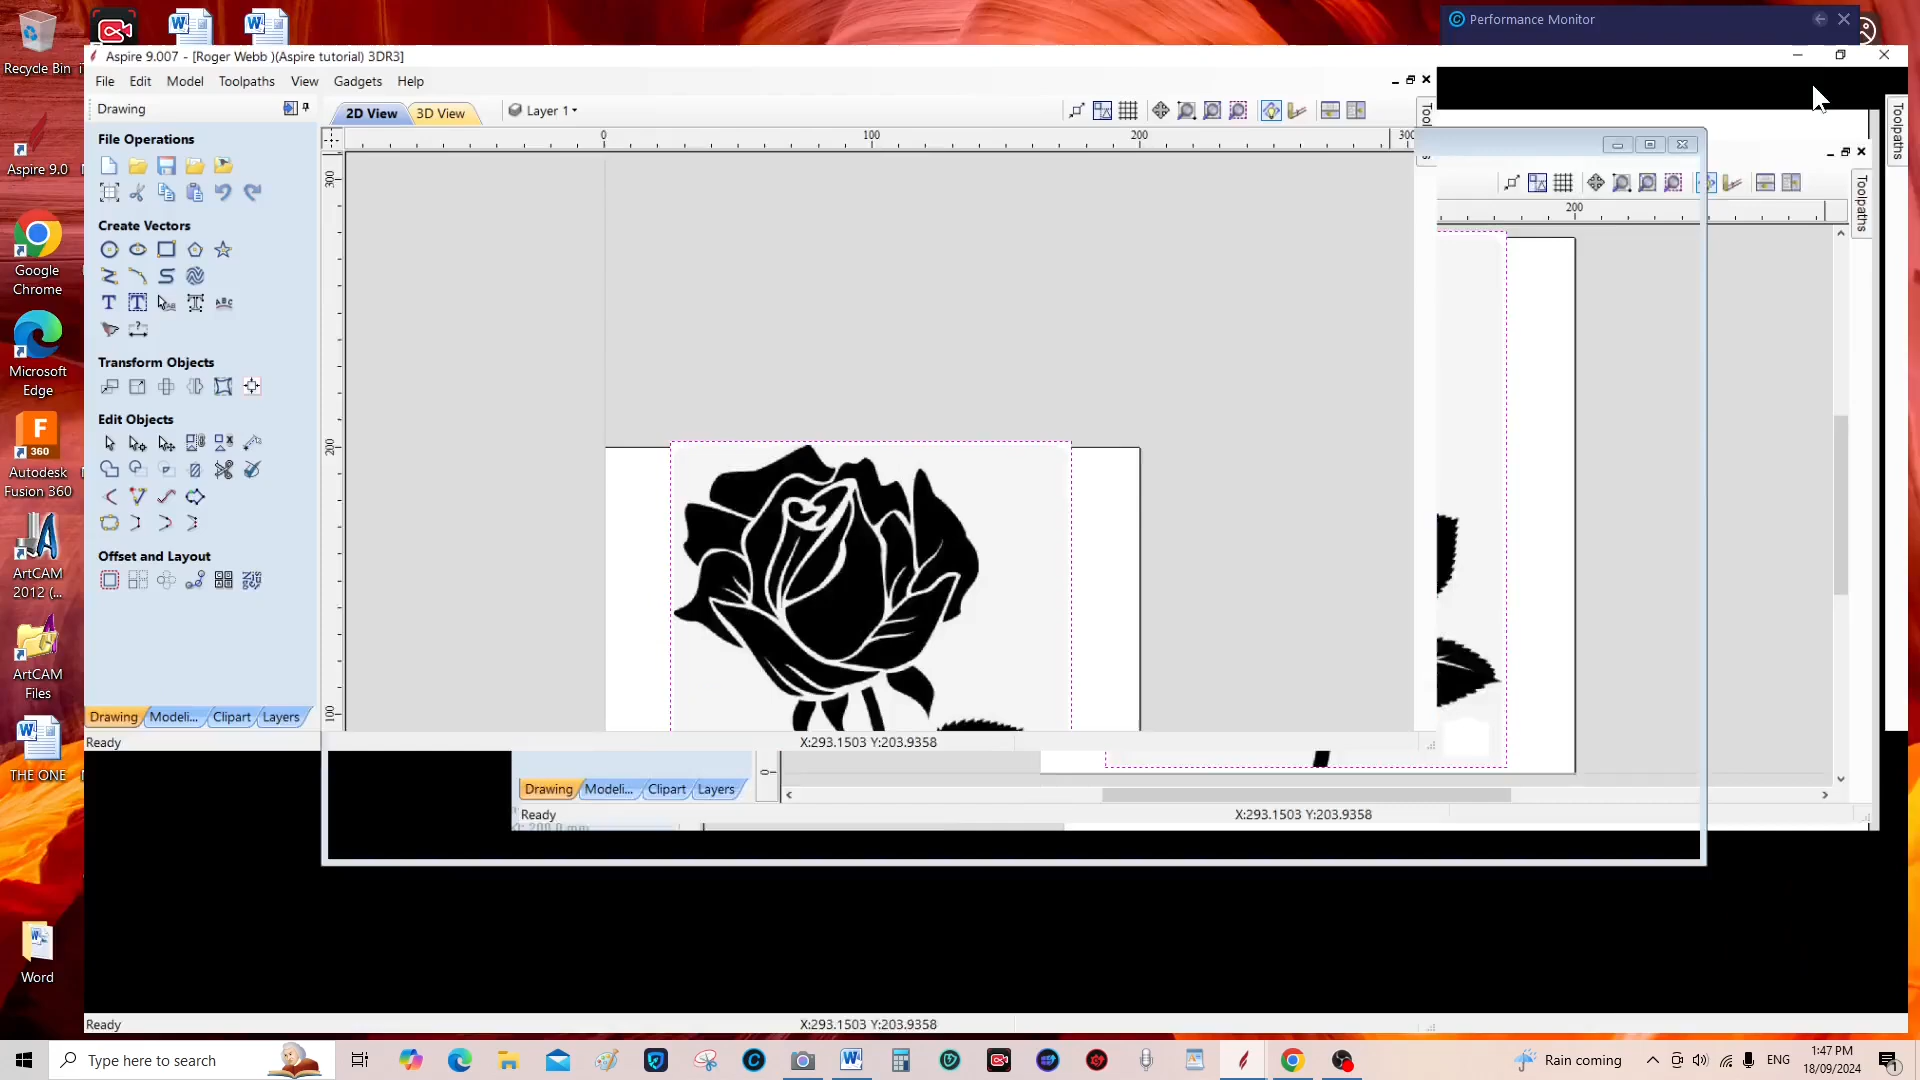 Performance Monitor
Recycle Bin
Aspire 9.007 - [Roger Webb )(Aspire tutorial) 3DR3]
File Edit Model Toolpaths View Gadgets Help
Drawing
2D View 3D View Layer 1
0 100 200 300
Toolpaths
File Operations
Aspire 9.0
300
200
Toolpaths
Create Vectors
Google
Chrome
Microsoft
Edge
Transform Objects
Edit Objects
200
Autodesk
Fusion 360
Offset and Layout
ArtCAM
2012 (...
ArtCAM
Files
100
Drawing Modeli... Clipart Layers
Ready X:293.1503 Y:203.9358
THE ONE
0
Drawing Modeli... Clipart Layers
Ready X:293.1503 Y:203.9358
Word
Ready X:293.1503 Y:203.9358
Type here to search
Rain coming
ENG
1:47 PM
18/09/2024